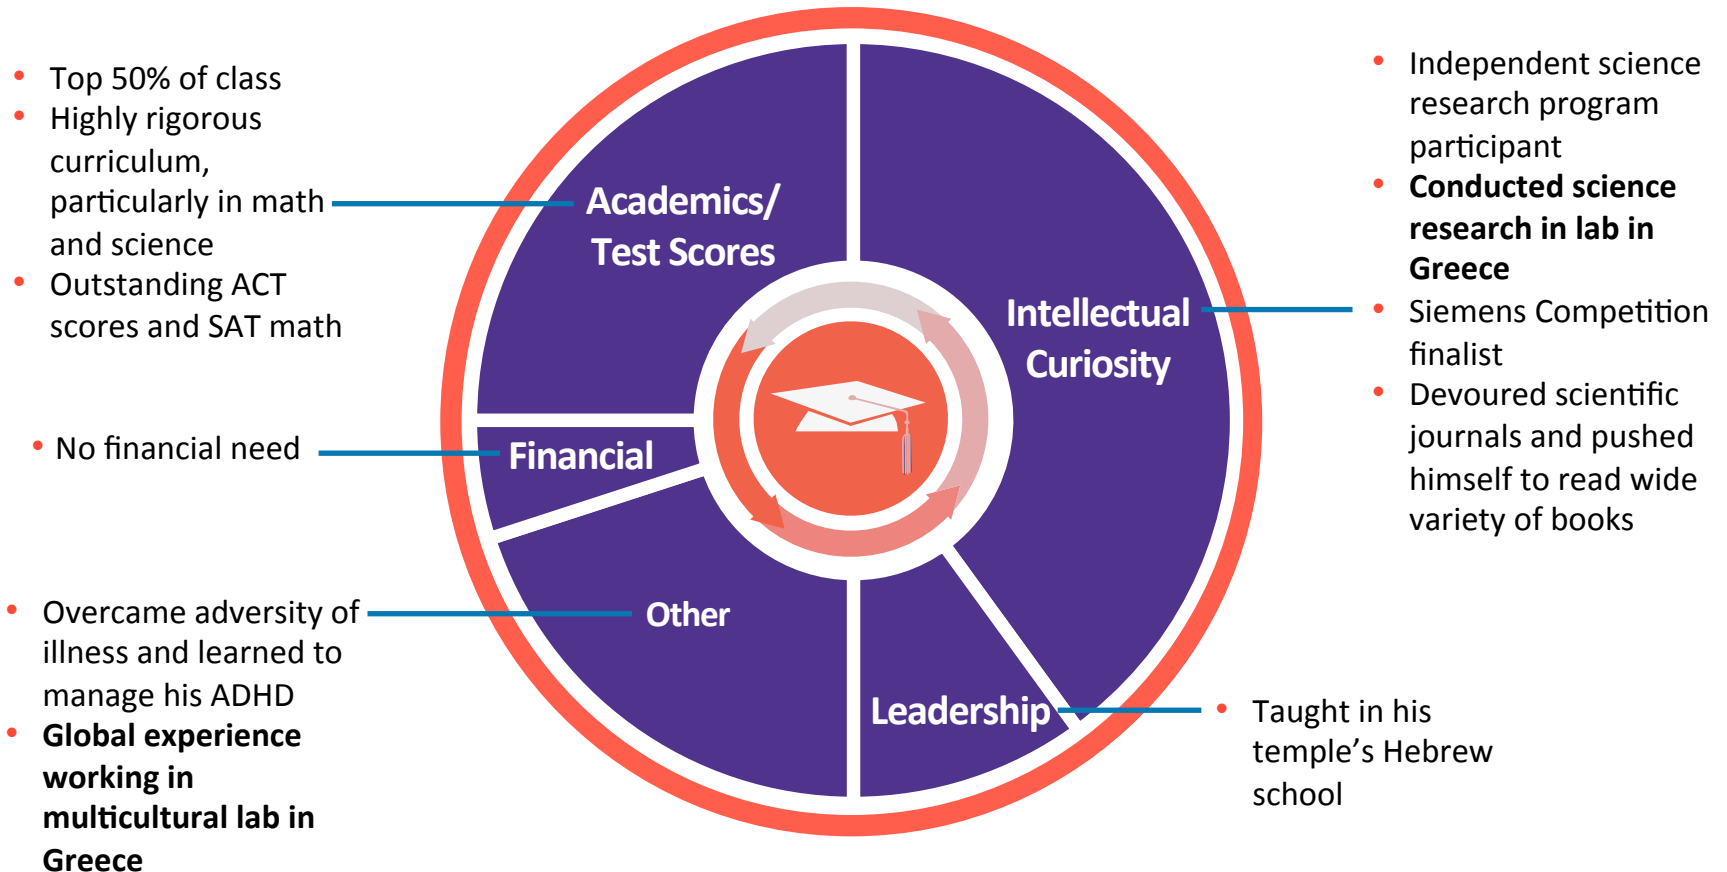 • Top 50% of class
• Highly rigorous
curriculum,
particularly in math
and science
• Outstanding ACT
scores and SAT math
Academics/
Test Scores
• No financial need
Financial
• Overcame adversity of
illness and learned to
manage his ADHD
• Global experience
working in
multicultural lab in
Greece
Other
Intellectual
Curiosity
• Independent science
research program
participant
• Conducted science
research in lab in
Greece
• Siemens Competition
finalist
• Devoured scientific
journals and pushed
himself to read wide
variety of books
Leadership
• Taught in his
temple’s Hebrew
school